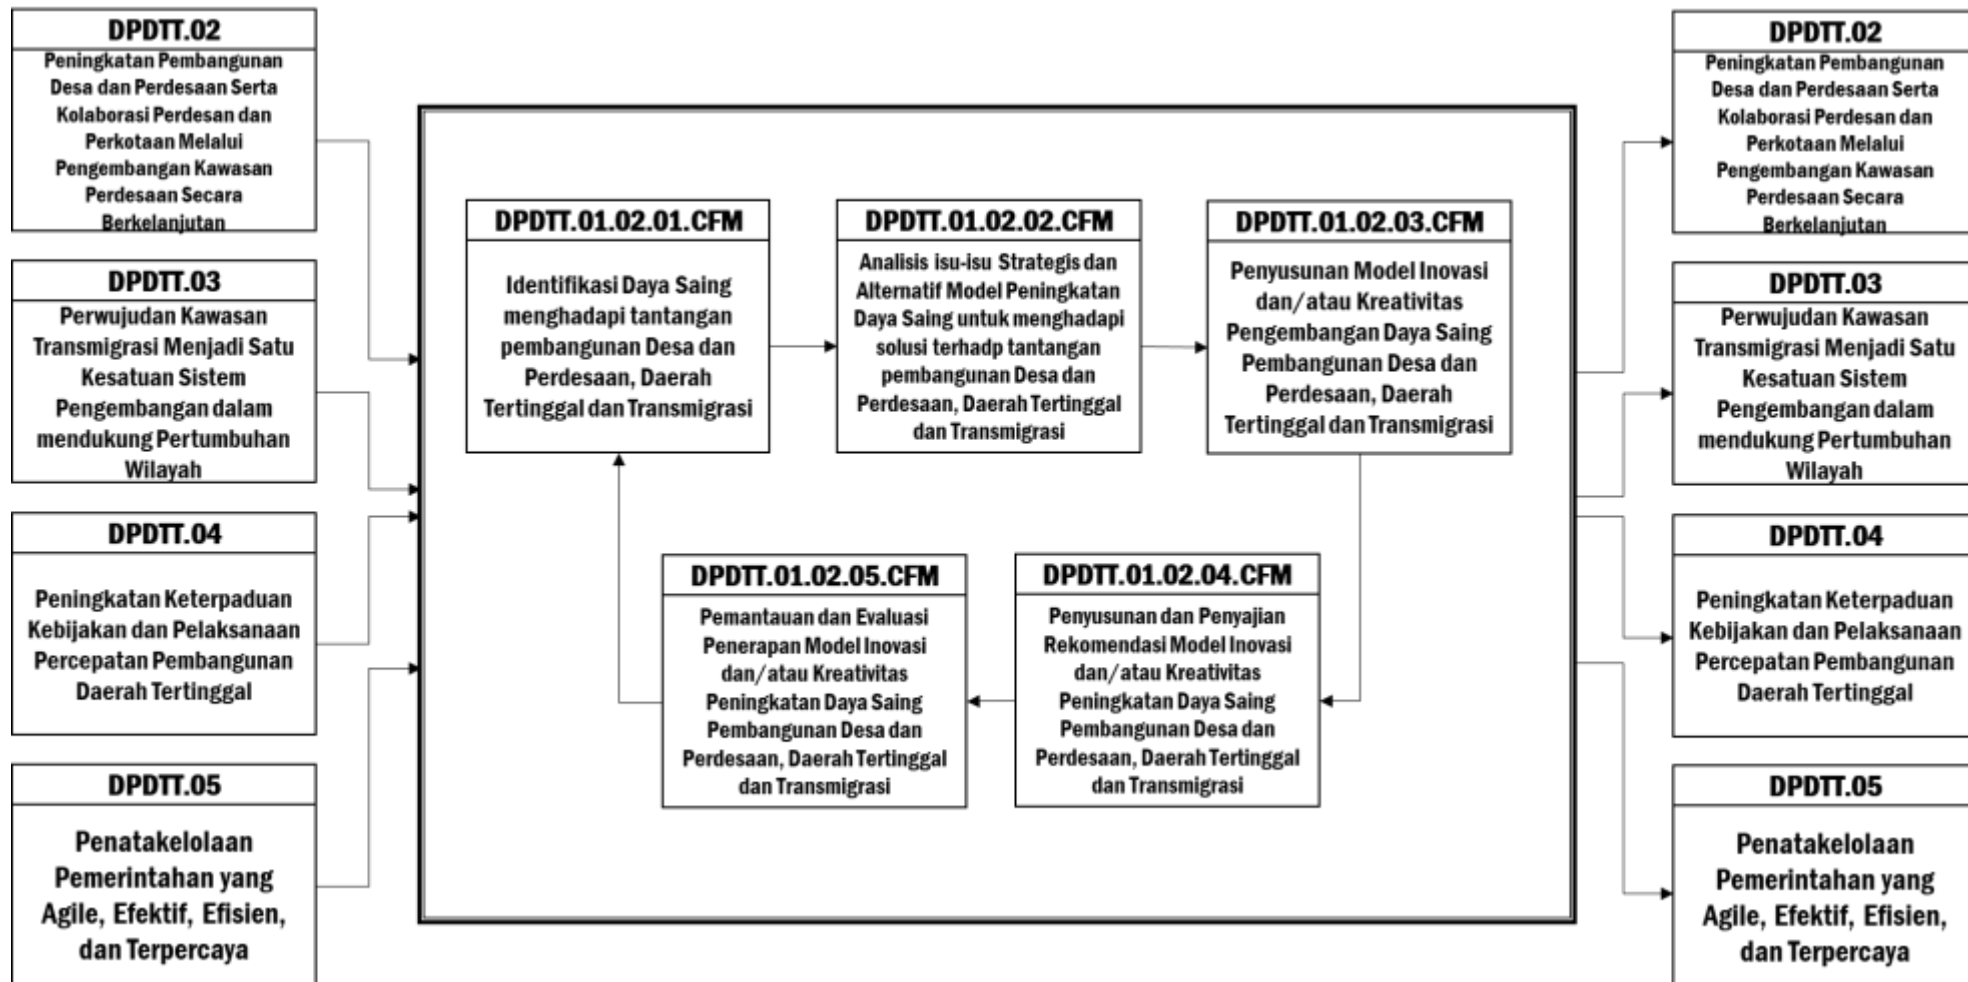 DPDTT.02
Peningkatan Pembangunan
Desa dan Perdesaan Serta
Kolaborasi Perdesan dan
Perkotaan Melalui
Pengembangan Kawasan
Perdesaan Secara
Berkelanjutan
DPDTT.03
Perwujudan Kawasan
Transmigrasi Menjadi Satu
Kesatuan Sistem
Pengembangan dalam
mendukung Pertumbuhan
Wilayah
DPDTT.04
Peningkatan Keterpaduan
Kebijakan dan Pelaksanaan
Percepatan Pembangunan
Daerah Tertinggal
DPDTT.05
Penatakelolaan
Pemerintahan yang
Agile, Efektif, Efisien,
dan Terpercaya
DPDTT.01.02.01.CFM
Identifikasi Daya Saing
menghadapi tantangan
pembangunan Desa dan
Perdesaan, Daerah
Tertinggal dan Transmigrasi
DPDTT.01.02.02.CFM
Analisis isu-isu Strategis dan
Alternatif Model Peningkatan
Daya Saing untuk menghadapi
solusi terhadp tantangan
pembangunan Desa dan
Perdesaan, Daerah Tertinggal
dan Transmigrasi
DPDTT.01.02.03.CFM
Penyusunan Model Inovasi
dan/atau Kreativitas
Pengembangan Daya Saing
Pembangunan Desa dan
Perdesaan, Daerah
Tertinggal dan Transmigrasi
DPDTT.01.02.05.CFM
Pemantauan dan Evaluasi
Penerapan Model Inovasi
dan/atau Kreativitas
Peningkatan Daya Saing
Pembangunan Desa dan
Perdesaan, Daerah Tertinggal
dan Transmigrasi
DPDTT.01.02.04.CFM
Penyusunan dan Penyajian
Rekomendasi Model Inovasi
dan/atau Kreativitas
Peningkatan Daya Saing
Pembangunan Desa dan
Perdesaan, Daerah Tertinggal
dan Transmigrasi
DPDTT.02
Peningkatan Pembangunan
Desa dan Perdesaan Serta
Kolaborasi Perdesan dan
Perkotaan Melalui
Pengembangan Kawasan
Perdesaan Secara
Berkelanjutan
DPDTT.03
Perwujudan Kawasan
Transmigrasi Menjadi Satu
Kesatuan Sistem
Pengembangan dalam
mendukung Pertumbuhan
Wilayah
DPDTT.04
Peningkatan Keterpaduan
Kebijakan dan Pelaksanaan
Percepatan Pembangunan
Daerah Tertinggal
DPDTT.05
Penatakelolaan
Pemerintahan yang
Agile, Efektif, Efisien,
dan Terpercaya